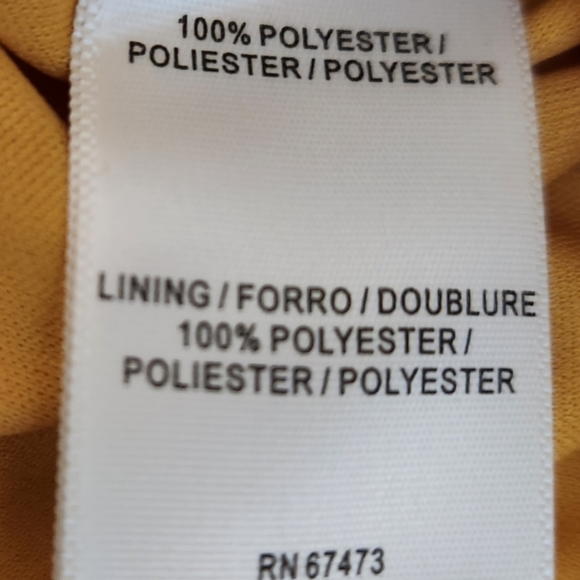 100% POLYESTER /
POLIESTER / POLYESTER
LINING / FORRO / DOUBLURE
100% POLYESTER /
POLIESTER / POLYESTER
RN 67473